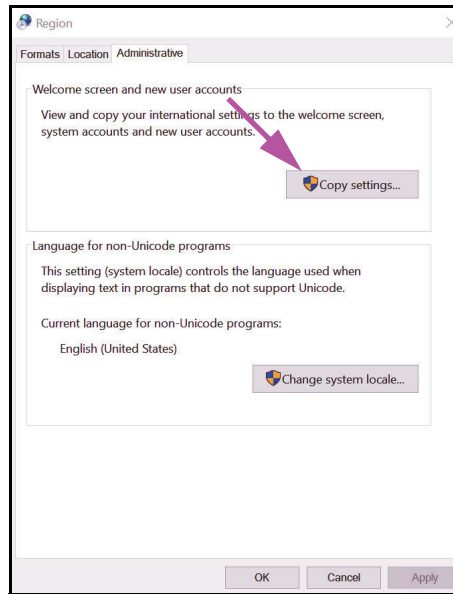 Region
Formats Location Administrative
Welcome screen and new user accounts
View and copy your international settings to the welcome screen,
system accounts and new user accounts.
Copy settings...
Language for non-Unicode programs
This setting (system locale) controls the language used when
displaying text in programs that do not support Unicode.
Current language for non-Unicode programs:
English (United States)
Change system locale...
OK Cancel Apply